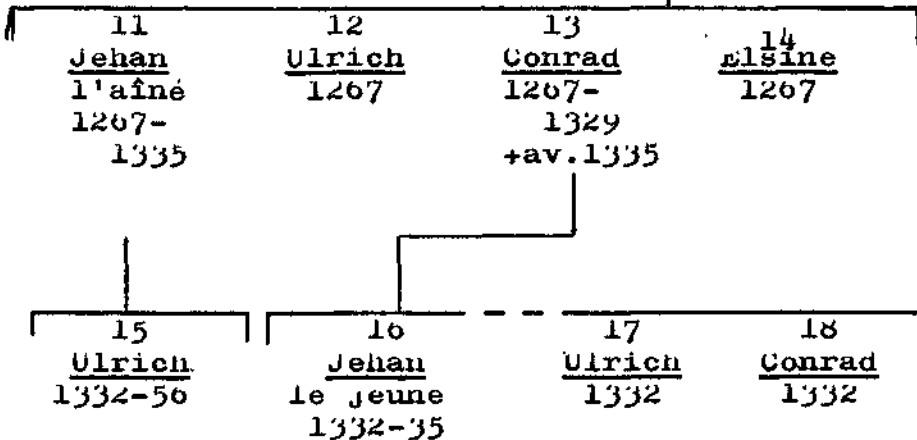 11 12 13 14
Jehan Ulrich Conrad Elsine
l'aîné 1267 1267- 1267
1267- 1329
1335 +av.1335
15 16 17 18
Ulrich Jehan Ulrich Conrad
1332-56 le jeune 1332 1332
1332-35